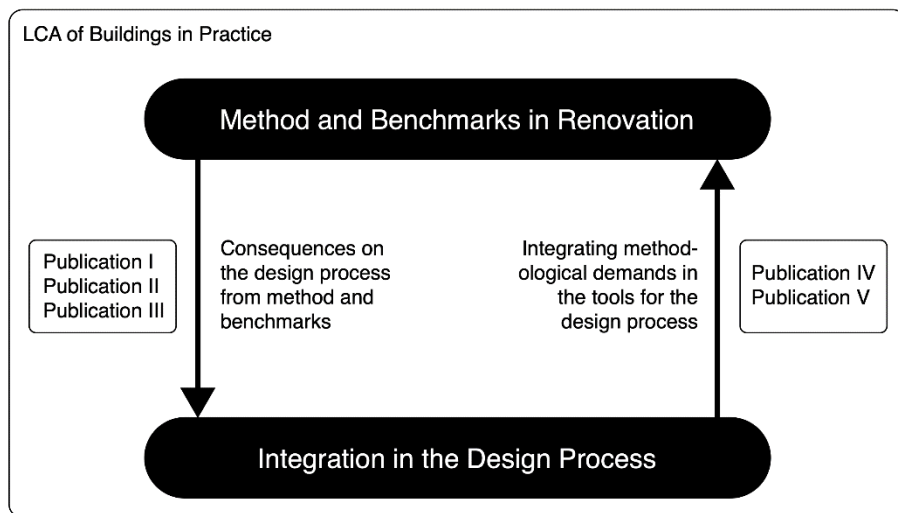 LCA of Buildings in Practice
Method and Benchmarks in Renovation
Publication I
Publication II
Publication III
Consequences on
the design process
from method and
benchmarks
Integrating method-
ological demands in
the tools for the
design process
Publication IV
Publication V
Integration in the Design Process